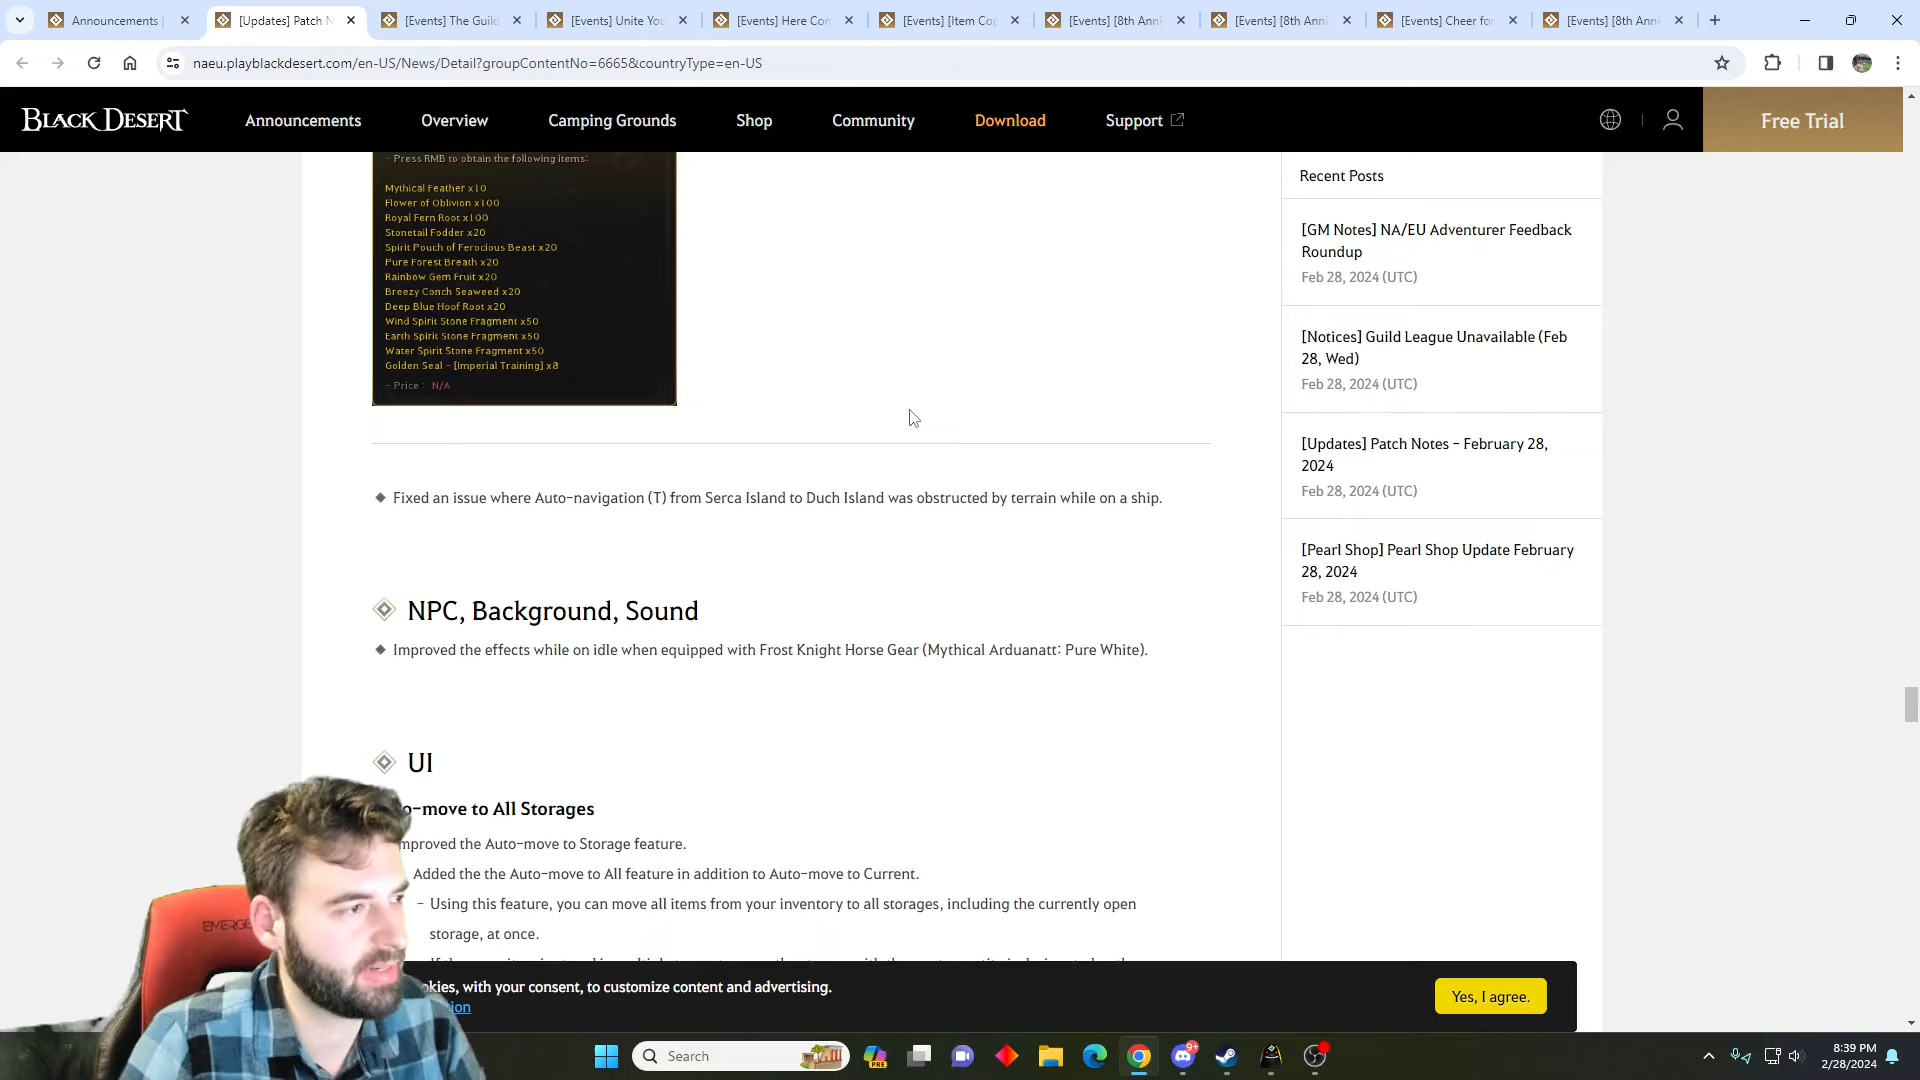 Announcements |
[Updates] Patch N
[Events] The Guild
[Events] Unite You
[Events] Here Com
[Events] [Item Cop
[Events] [8th Anni
[Events] [8th Anni
[Events] Cheer for
[Events] [8th Anni
naeu.playblackdesert.com/en-US/News/Detail?groupContentNo=6665&countryType=en-US
BLACK DESERT
Announcements
Overview
Camping Grounds
Shop
Community
Download
Support
Free Trial
- Press RMB to obtain the following items:
Mythical Feather x10
Flower of Oblivion x100
Royal Fern Root x100
Stonetail Fodder x20
Spirit Pouch of Ferocious Beast x20
Pure Forest Breath x20
Rainbow Gem Fruit x20
Breezy Conch Seaweed x20
Deep Blue Hoof Root x20
Wind Spirit Stone Fragment x50
Earth Spirit Stone Fragment x50
Water Spirit Stone Fragment x50
Golden Seal - [Imperial Training] x8
- Price : N/A
Fixed an issue where Auto-navigation (T) from Serca Island to Duch Island was obstructed by terrain while on a ship.
NPC, Background, Sound
Improved the effects while on idle when equipped with Frost Knight Horse Gear (Mythical Arduanatt: Pure White).
UI
o-move to All Storages
mproved the Auto-move to Storage feature.
Added the the Auto-move to All feature in addition to Auto-move to Current.
- Using this feature, you can move all items from your inventory to all storages, including the currently open
storage, at once.
Recent Posts
[GM Notes] NA/EU Adventurer Feedback
Roundup
Feb 28, 2024 (UTC)
[Notices] Guild League Unavailable (Feb
28, Wed)
Feb 28, 2024 (UTC)
[Updates] Patch Notes - February 28,
2024
Feb 28, 2024 (UTC)
[Pearl Shop] Pearl Shop Update February
28, 2024
Feb 28, 2024 (UTC)
okies, with your consent, to customize content and advertising.
tion
Yes, I agree.
EMERGE
Search
PRE
9+
8:39 PM
2/28/2024